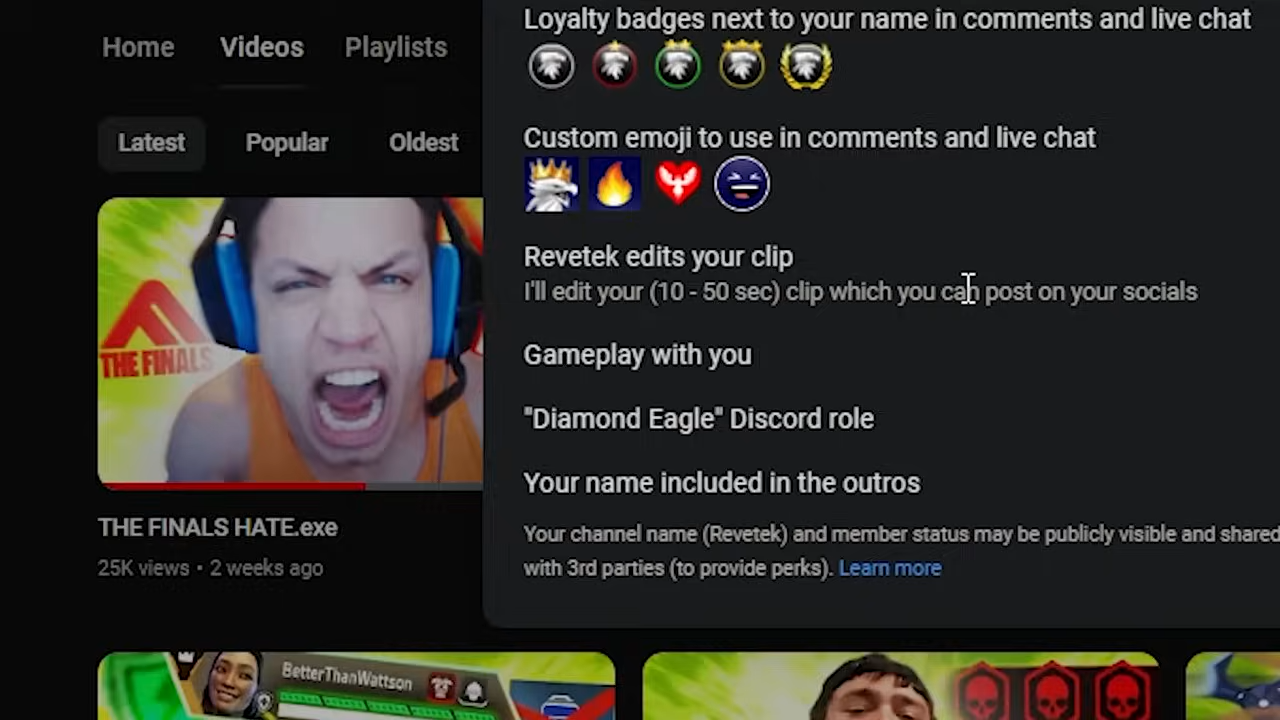 Home Videos Playlists
Latest Popular Oldest
THE FINALS
THE FINALS HATE.exe
25K views • 2 weeks ago
Loyalty badges next to your name in comments and live chat
Custom emoji to use in comments and live chat
Revetek edits your clip
I'll edit your (10 - 50 sec) clip which you can post on your socials
Gameplay with you
"Diamond Eagle" Discord role
Your name included in the outros
Your channel name (Revetek) and member status may be publicly visible and shared
with 3rd parties (to provide perks). Learn more
BetterThanWattson